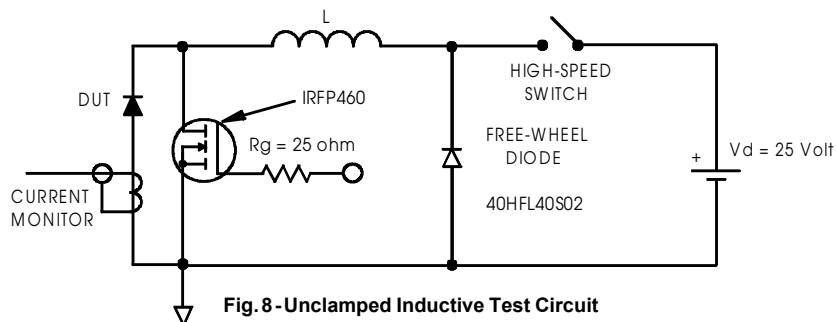 L
HIGH-SPEED
SWITCH
DUT
IRFP460
Rg = 25 ohm
FREE-WHEEL
DIODE
+
Vd = 25 Volt
40HFL40S02
CURRENT
MONITOR
Fig. 8 - Unclamped Inductive Test Circuit